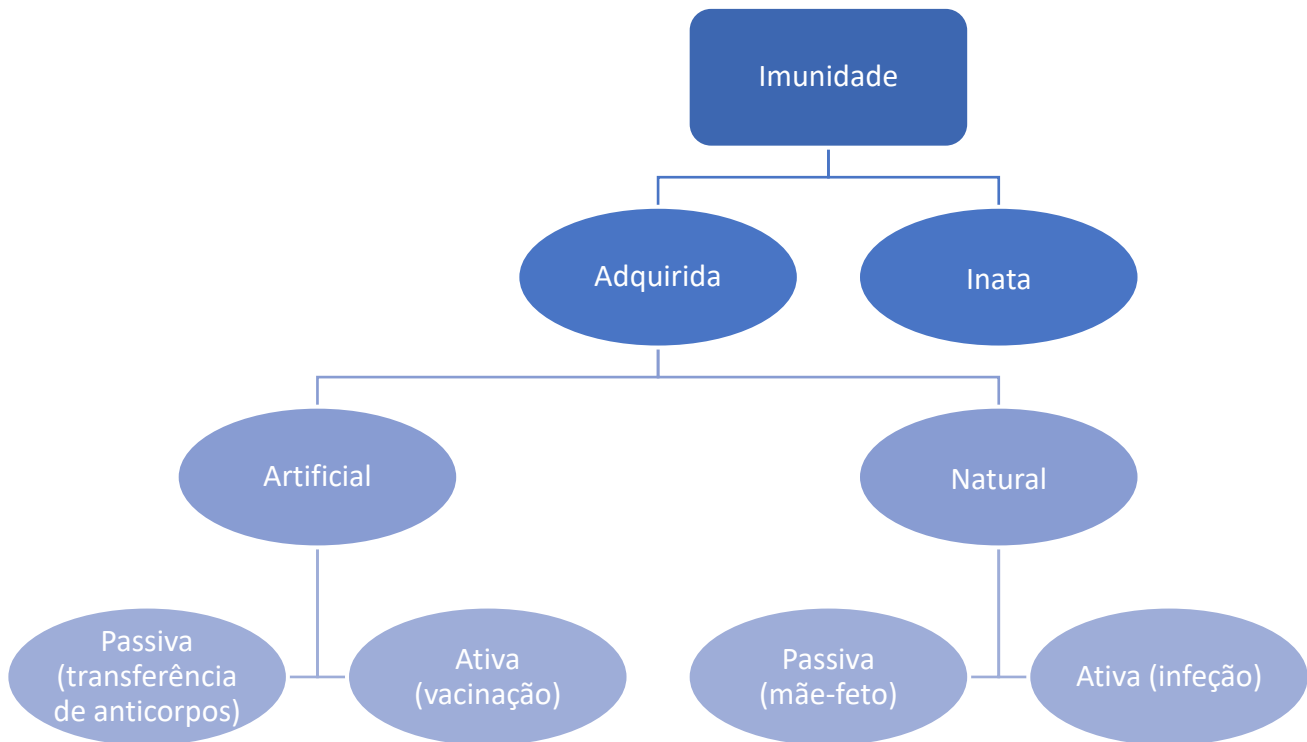 Imunidade
Adquirida
Inata
Artificial
Natural
Passiva
(transferência
de anticorpos)
Ativa
(vacinação)
Passiva
(mãe-feto)
Ativa (infeção)